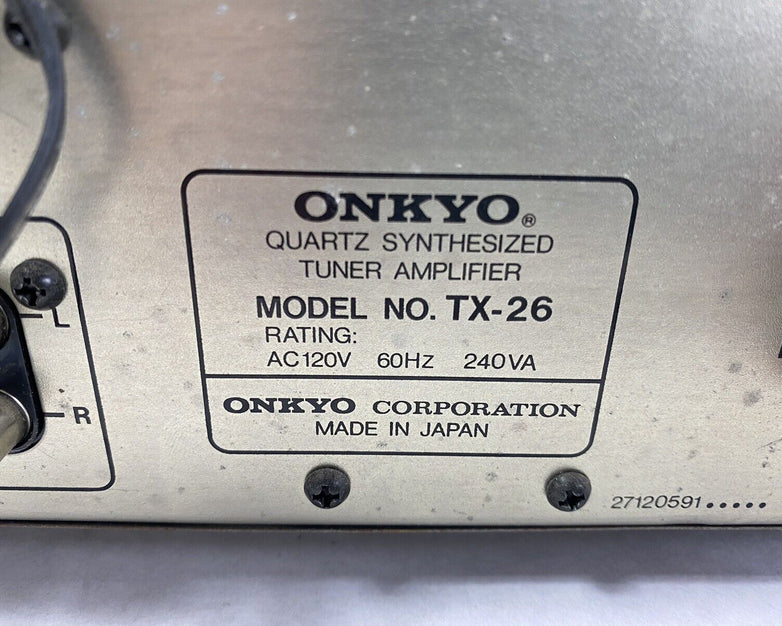 ONKYO®
QUARTZ SYNTHESIZED
TUNER AMPLIFIER
MODEL NO. TX-26
RATING:
AC120V 60Hz 240VA
ONKYO CORPORATION
MADE IN JAPAN
L
R
27120591•••••